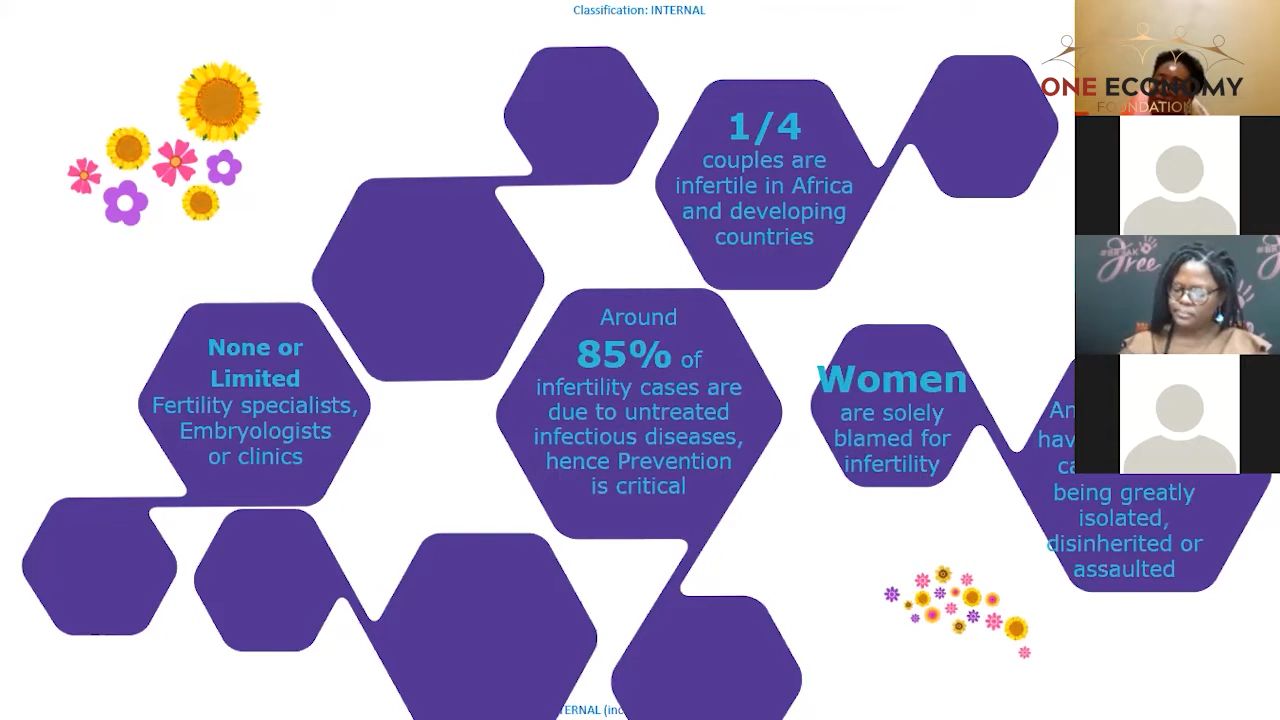 Classification: INTERNAL
ONE ECONOMY
FOUNDATION
1/4
couples are
infertile in Africa
and developing
countries
None or
Limited
Fertility specialists,
Embryologists
or clinics
Around
85% of
infertility cases are
due to untreated
infectious diseases,
hence Prevention
is critical
Women
are solely
blamed for
infertility
being greatly
isolated,
disinherited or
assaulted
Free